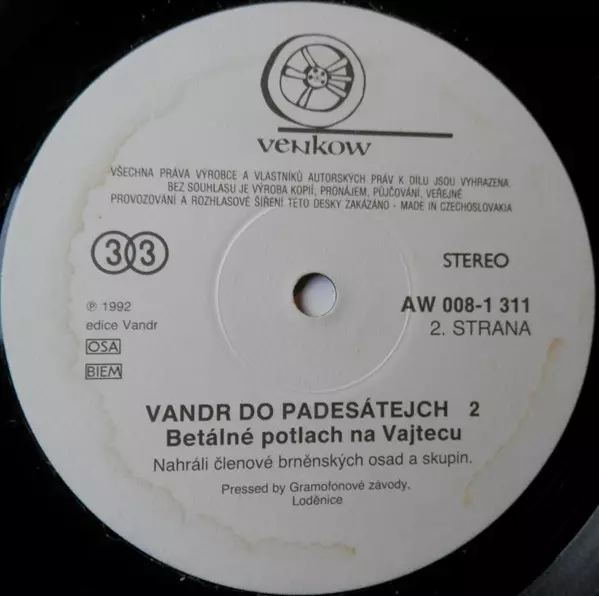 VENKOW
VŠECHNA PRÁVA VÝROBCE A VLASTNÍKŮ AUTORSKÝCH PRÁV K DÍLU JSOU VYHRAZENA.
BEZ SOUHLASU JE VÝROBA KOPIÍ, PRONÁJEM, PŮJČOVÁNÍ, VEŘEJNÉ
PROVOZOVÁNÍ A ROZHLASOVÉ ŠÍŘENÍ TÉTO DESKY ZAKÁZÁNO - MADE IN CZECHOSLOVAKIA
33
STEREO
℗ 1992
edice Vandr
OSA
BIEM
AW 008-1 311
2. STRANA
VANDR DO PADESÁTEJCH 2
Betálné potlach na Vajtecu
Nahráli členové brněnských osad a skupin.
Pressed by Gramofonové závody,
Loděnice